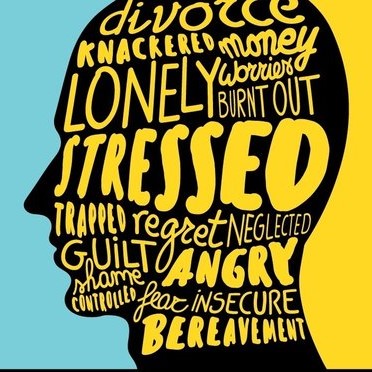 divorce
KNACKERED money
LONELY worries
BURNT OUT
STRESSED
TRAPPED regret NEGLECTED
GUILT ANGRY
shame
CONTROLLED fear INSECURE
BEREAVEMENT